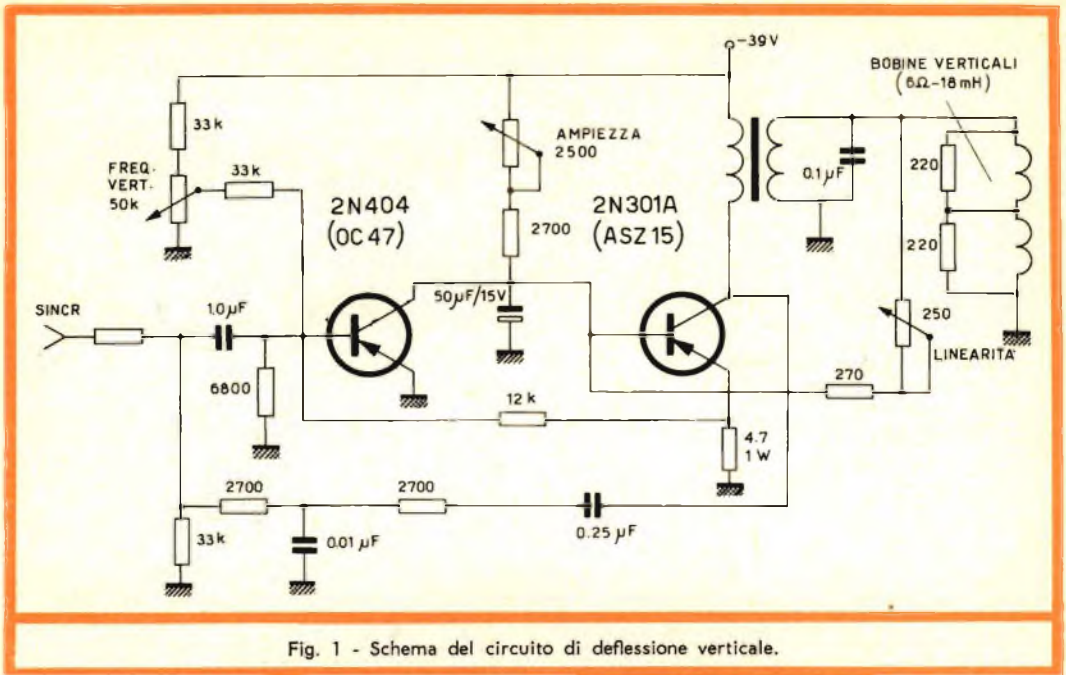 -39V
BOBINE VERTICALI
(6Ω-18mH)
33k
FREQ.
VERT.
50k
33k
AMPIEZZA
2500
2N404
(OC47)
2700
2N301A
(ASZ15)
0.1µF
220
220
SINCR
1.0µF
50µF/15V
6800
250
LINEARITÀ
270
12k
4.7
1W
2700
2700
0.25µF
33k
0.01µF
Fig. 1 - Schema del circuito di deflessione verticale.